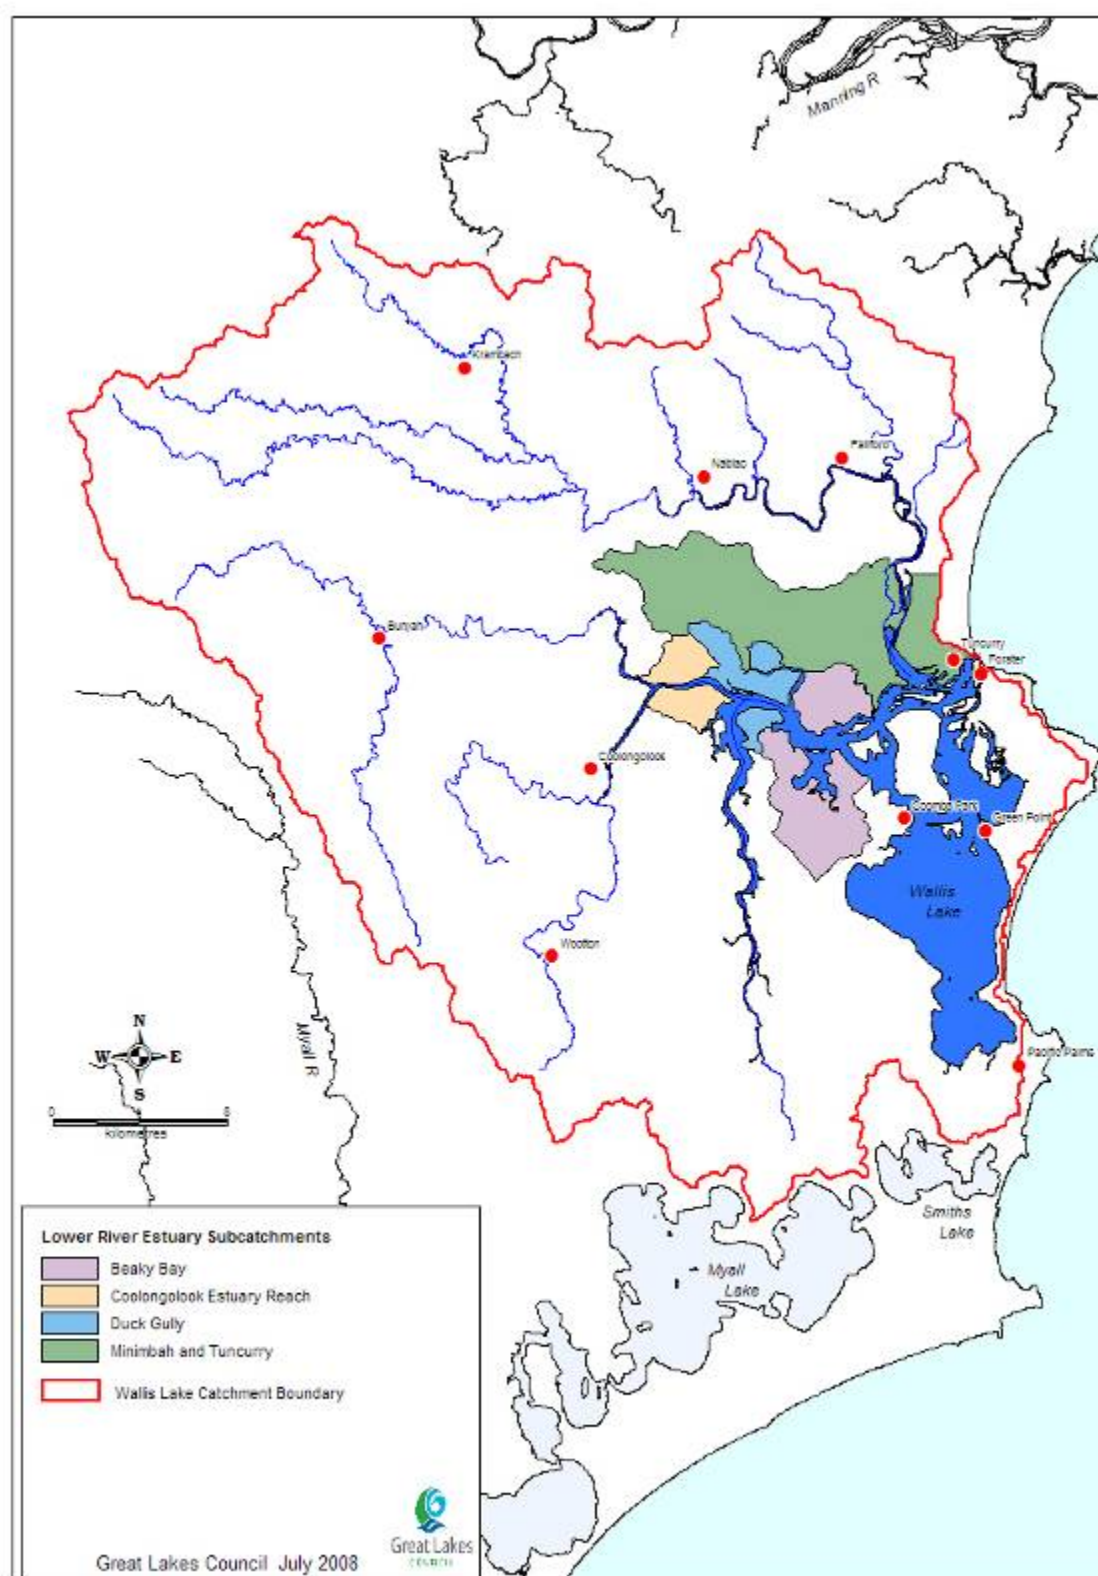 Manning R
Krambach
Nabiac
Failford
Bunyah
Tuncurry
Forster
Coolongolook
Coomba Park
Green Point
Wallis
Lake
Wootton
N
W
E
S
Myall R
Pacific Palms
0
8
kilometres
Smiths
Lake
Myall
Lake
Lower River Estuary Subcatchments
Beaky Bay
Coolongolook Estuary Reach
Duck Gully
Minimbah and Tuncurry
Wallis Lake Catchment Boundary
Great Lakes
COUNCIL
Great Lakes Council July 2008